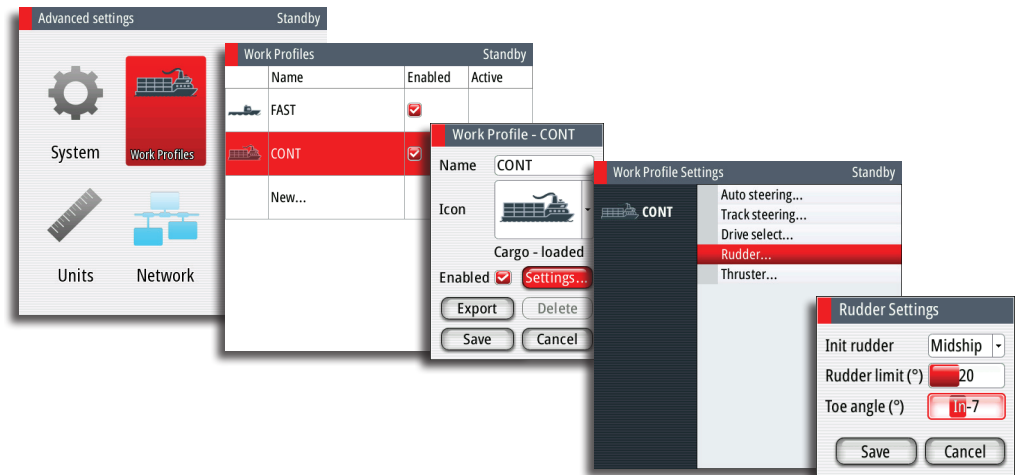 Advanced settings Standby
System Work Profiles
Units Network
Work Profiles Standby
Name Enabled Active
FAST
CONT
New...
Work Profile - CONT
Name CONT
Icon
Cargo - loaded
Enabled Settings...
Export Delete
Save Cancel
Work Profile Settings Standby
CONT
Auto steering...
Track steering...
Drive select...
Rudder...
Thruster...
Rudder Settings
Init rudder Midship
Rudder limit (°) 20
Toe angle (°) In-7
Save Cancel